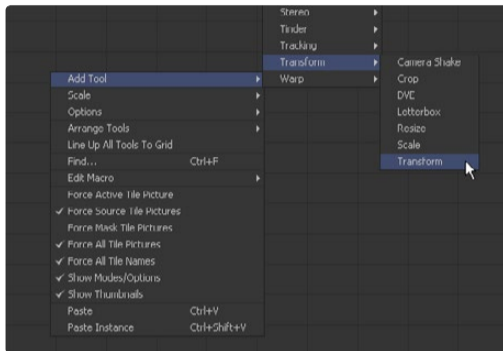 Stereo
Tinder
Tracking
Transform
Warp
Camera Shake
Crop
DVE
Letterbox
Resize
Scale
Transform
Add Tool
Scale
Options
Arrange Tools
Line Up All Tools To Grid
Find... Ctrl+F
Edit Macro
Force Active Tile Picture
Force Source Tile Pictures
Force Mask Tile Pictures
Force All Tile Pictures
Force All Tile Names
Show Modes/Options
Show Thumbnails
Paste Ctrl+V
Paste Instance Ctrl+Shift+V